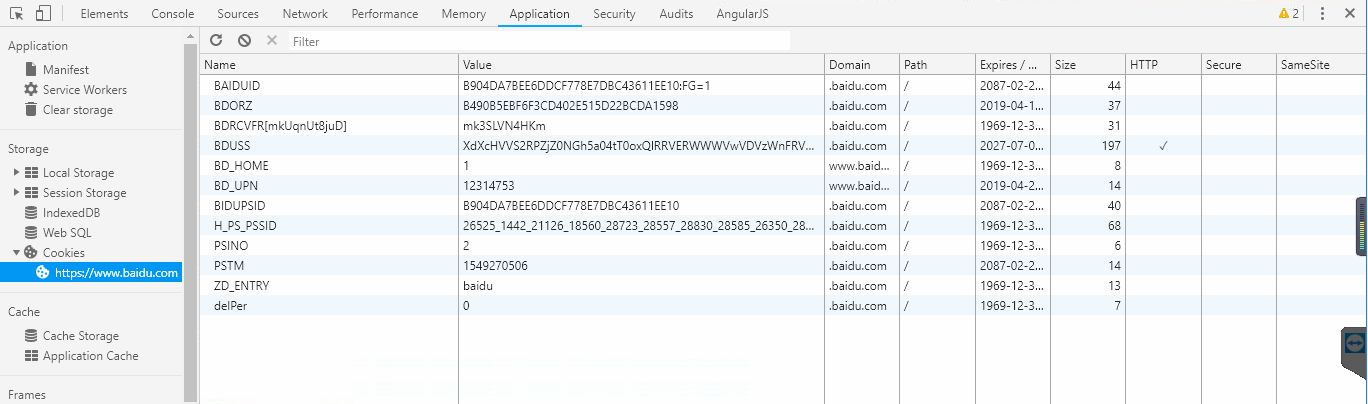 Elements Console Sources Network Performance Memory Application Security Audits AngularJS 2
Application
Manifest
Service Workers
Clear storage
Storage
Local Storage
Session Storage
IndexedDB
Web SQL
Cookies
https://www.baidu.com
Cache
Cache Storage
Application Cache
Frames
Filter
Name Value Domain Path Expires / ... Size HTTP Secure SameSite
BAIDUID B904DA7BEE6DDCF778E7DBC43611EE10:FG=1 .baidu.com / 2087-02-2... 44
BDORZ B490B5EBF6F3CD402E515D22BCDA1598 .baidu.com / 2019-04-1... 37
BDRCVFR[mkUqnUt8juD] mk3SLVN4HKm .baidu.com / 1969-12-3... 31
BDUSS XdXcHVVS2RPZjZ0NGh5a04tT0oxQlRRVERWWWVwVDVzWnFRV... .baidu.com / 2027-07-0... 197 ✓
BD_HOME 1 www.baid... / 1969-12-3... 8
BD_UPN 12314753 www.baid... / 2019-04-2... 14
BIDUPSID B904DA7BEE6DDCF778E7DBC43611EE10 .baidu.com / 2087-02-2... 40
H_PS_PSSID 26525_1442_21126_18560_28723_28557_28830_28585_26350_28... .baidu.com / 1969-12-3... 68
PSINO 2 .baidu.com / 1969-12-3... 6
PSTM 1549270506 .baidu.com / 2087-02-2... 14
ZD_ENTRY baidu .baidu.com / 1969-12-3... 13
delPer 0 .baidu.com / 1969-12-3... 7